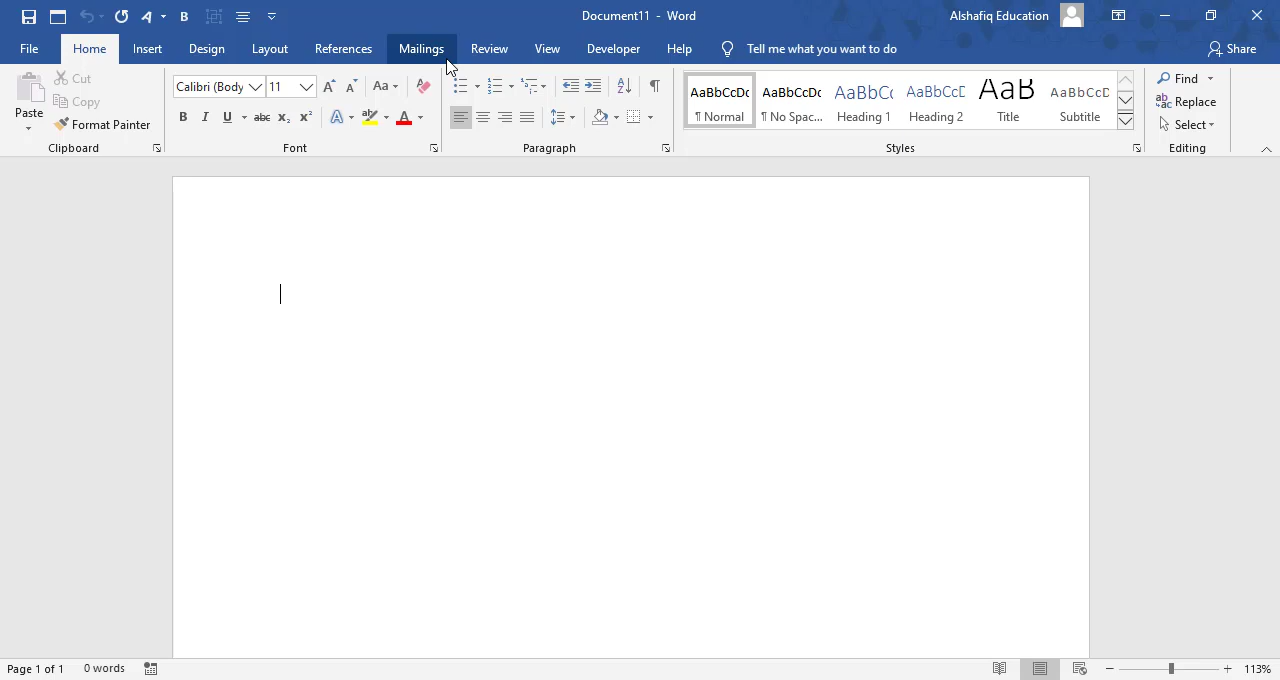 Document11 - Word
Alshafiq Education
File
Home
Insert
Design
Layout
References
Mailings
Review
View
Developer
Help
Tell me what you want to do
Share
Paste
Cut
Copy
Format Painter
Clipboard
Calibri (Body
11
Aa
Font
Paragraph
AaBbCcDc
¶ Normal
AaBbCcDc
¶ No Spac...
AaBbCc
Heading 1
AaBbCcE
Heading 2
AaB
Title
AaBbCcD
Subtitle
Styles
Find
Replace
Select
Editing
Page 1 of 1
0 words
113%